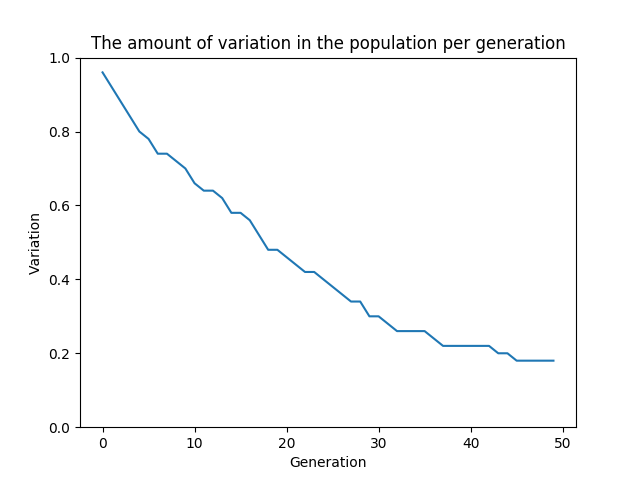 The amount of variation in the population per generation
1.0
0.8
0.6
0.4
0.2
0.0
Variation
0 10 20 30 40 50
Generation